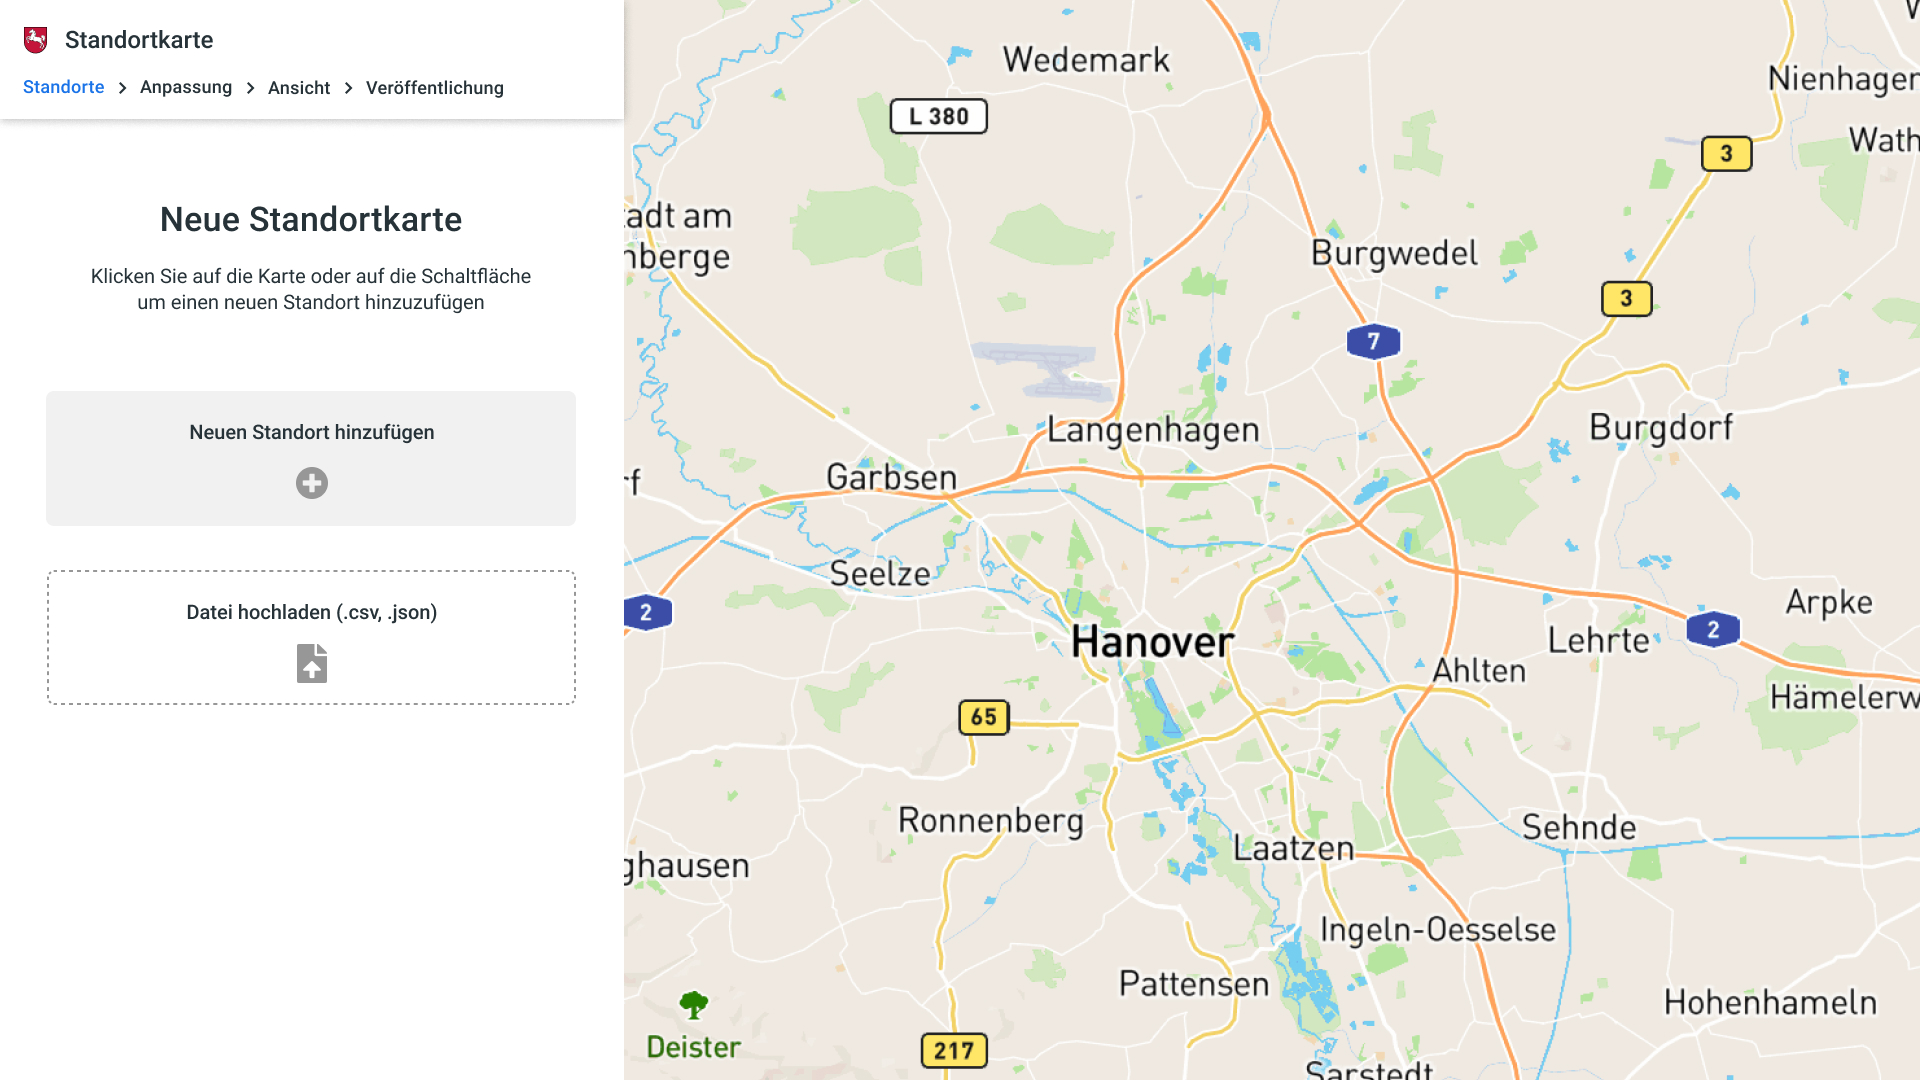 Standortkarte
Standorte > Anpassung > Ansicht > Veröffentlichung
Neue Standortkarte
Klicken Sie auf die Karte oder auf die Schaltfläche
um einen neuen Standort hinzuzufügen
Neuen Standort hinzufügen
Datei hochladen (.csv, .json)
Wedemark
Nienhagen
L 380
Wath
3
adt am
nberge
Burgwedel
3
7
Langenhagen
Burgdorf
Garbsen
rf
Seelze
2
Arpke
Hanover
Lehrte
2
Ahlten
Hämelerw
65
Ronnenberg
Sehnde
Laatzen
ghausen
Ingeln-Oesselse
Pattensen
Hohenhameln
Deister
217
Sarstedt